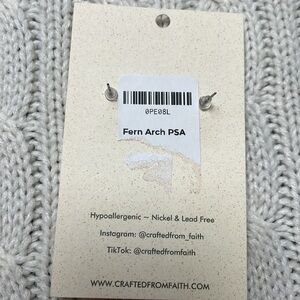 0PE08L
Fern Arch PSA
Hypoallergenic ~ Nickel & Lead Free
Instagram: @craftedfrom_faith
TikTok: @craftedfromfaith
WWW.CRAFTEDFROMFAITH.COM